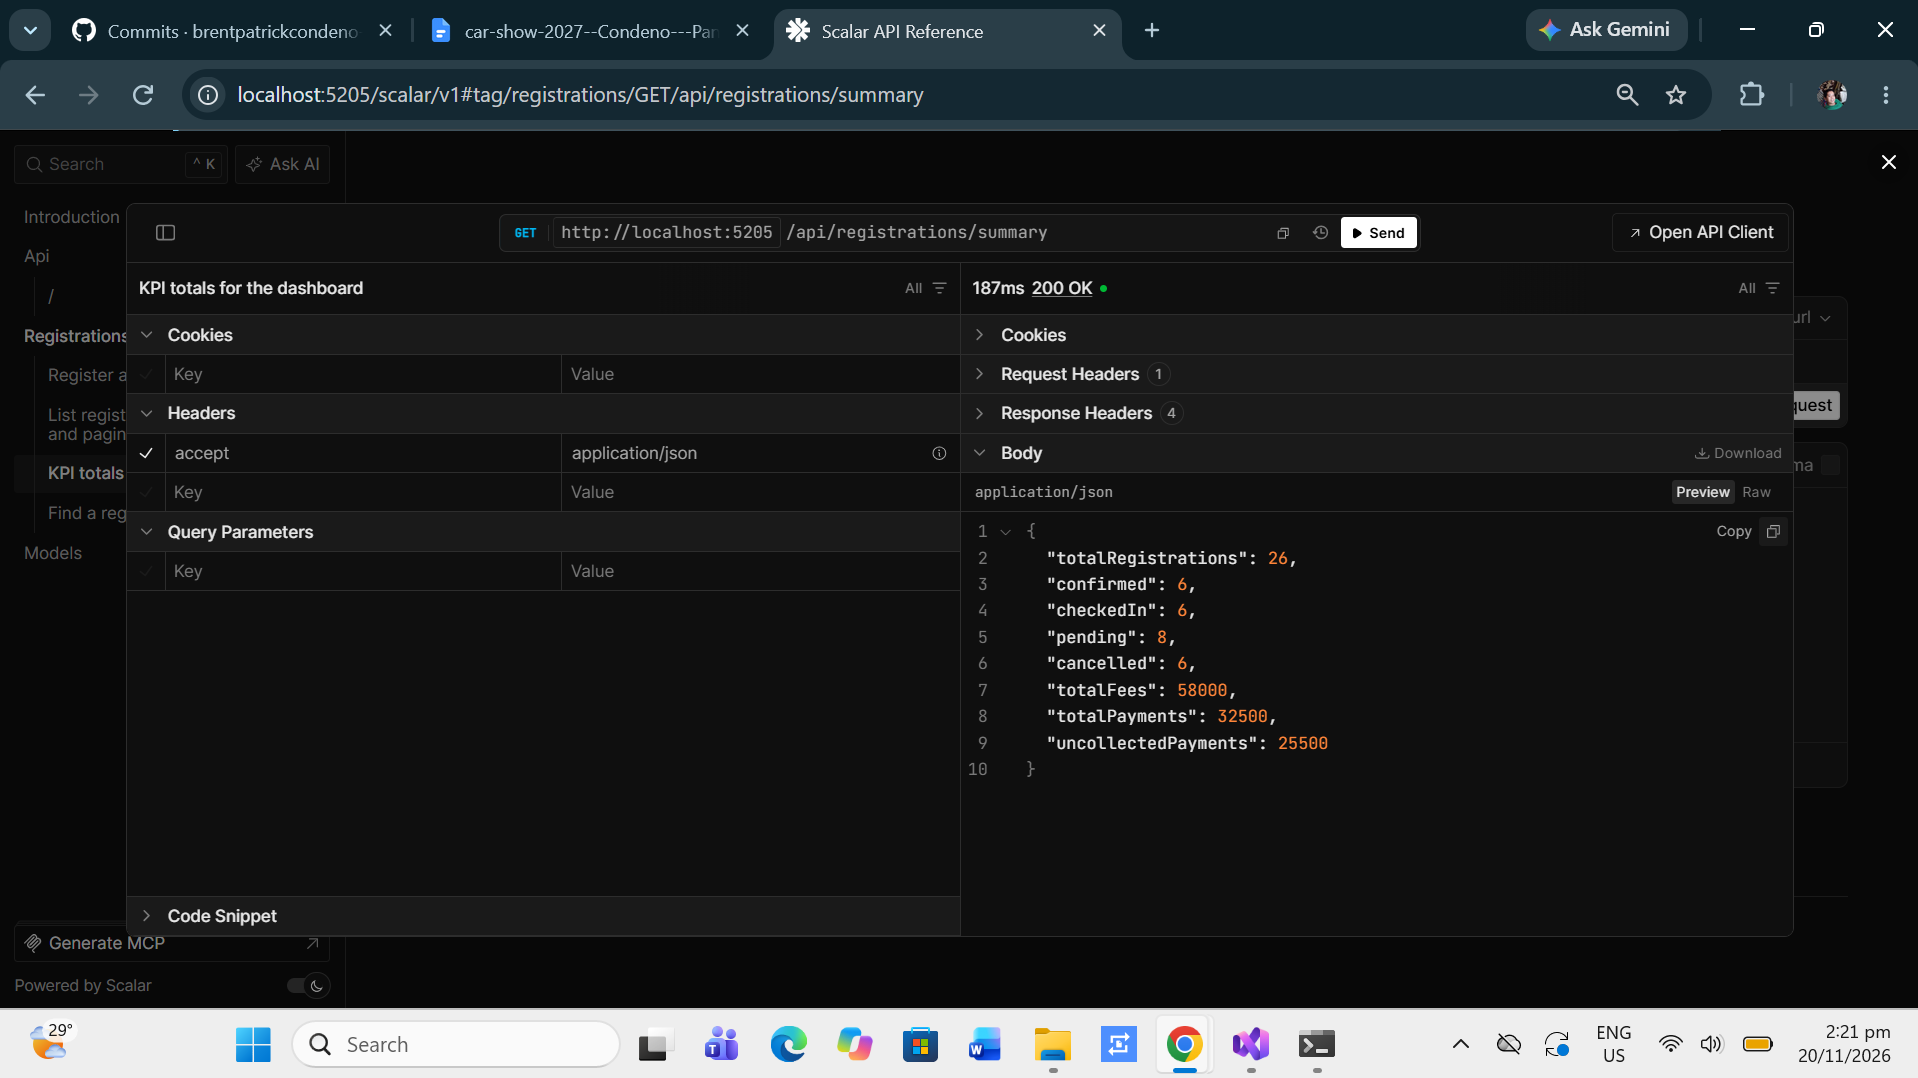 Commits · brentpatrickcondeno
car-show-2027--Condeno---Pan
Scalar API Reference
Ask Gemini
localhost:5205/scalar/v1#tag/registrations/GET/api/registrations/summary
Search
^ K
Ask AI
Introduction
Api
/
Registrations
Register a
List regist
and pagin
KPI totals
Find a reg
Models
Generate MCP
Powered by Scalar
GET http://localhost:5205 /api/registrations/summary
Send
Open API Client
KPI totals for the dashboard
All
Cookies
Key Value
Headers
accept application/json
Key Value
Query Parameters
Key Value
Code Snippet
187ms 200 OK
All
Cookies
Request Headers 1
Response Headers 4
Body
Download
application/json
Preview Raw
Copy
1 {
2 "totalRegistrations": 26,
3 "confirmed": 6,
4 "checkedIn": 6,
5 "pending": 8,
6 "cancelled": 6,
7 "totalFees": 58000,
8 "totalPayments": 32500,
9 "uncollectedPayments": 25500
10 }
url
quest
ma
29°
Search
ENG
US
2:21 pm
20/11/2026